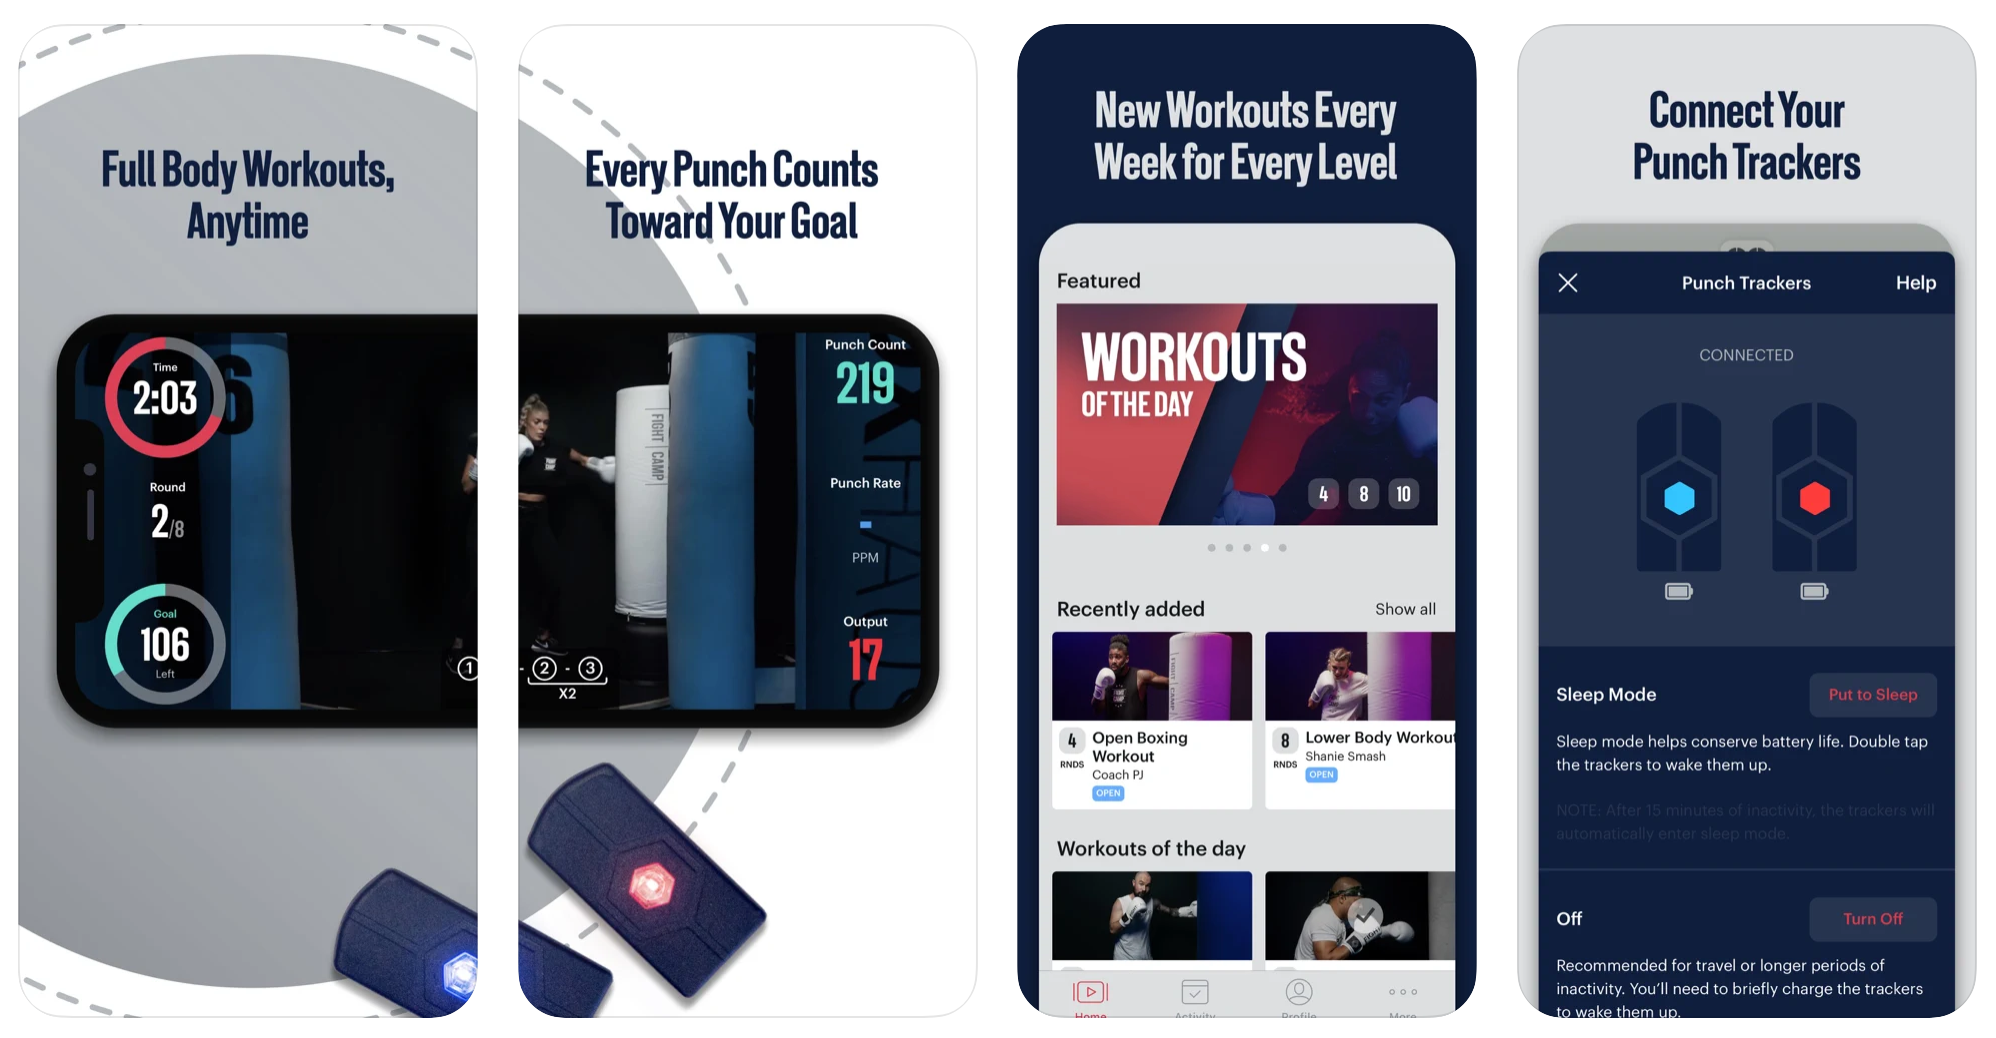 Full Body Workouts,
Anytime
Time
2:03
Round
2/8
Goal
106
Left
1
Every Punch Counts
Toward Your Goal
FIGHT | CAMP
Punch Count
219
Punch Rate
-
PPM
Output
17
- 2 - 3
X2
New Workouts Every
Week for Every Level
Featured
WORKOUTS
OF THE DAY
4 8 10
Recently added Show all
4 RNDS
Open Boxing
Workout
Coach PJ
OPEN
8 RNDS
Lower Body Workout
Shanie Smash
OPEN
Workouts of the day
Home Activity Profile More
Connect Your
Punch Trackers
Punch Trackers Help
CONNECTED
Sleep Mode Put to Sleep
Sleep mode helps conserve battery life. Double tap
the trackers to wake them up.
NOTE: After 15 minutes of inactivity, the trackers will
automatically enter sleep mode.
Off Turn Off
Recommended for travel or longer periods of
inactivity. You'll need to briefly charge the trackers
to wake them up.